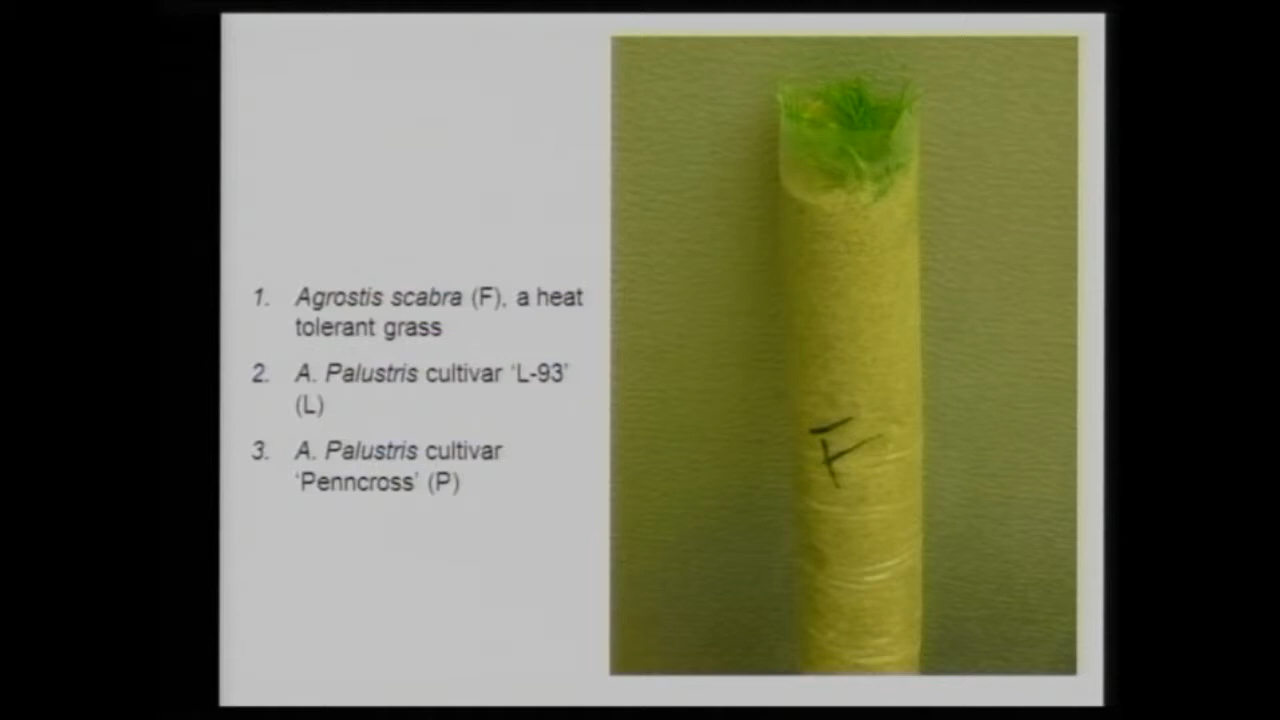 1. Agrostis scabra (F), a heat
tolerant grass
2. A. Palustris cultivar ‘L-93’
(L)
3. A. Palustris cultivar
‘Penncross’ (P)
F